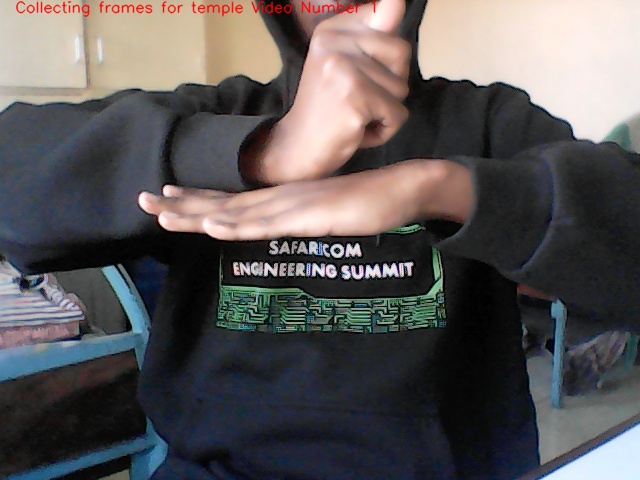 Collecting frames for temple Video Number 1
SAFARICOM
ENGINEERING SUMMIT